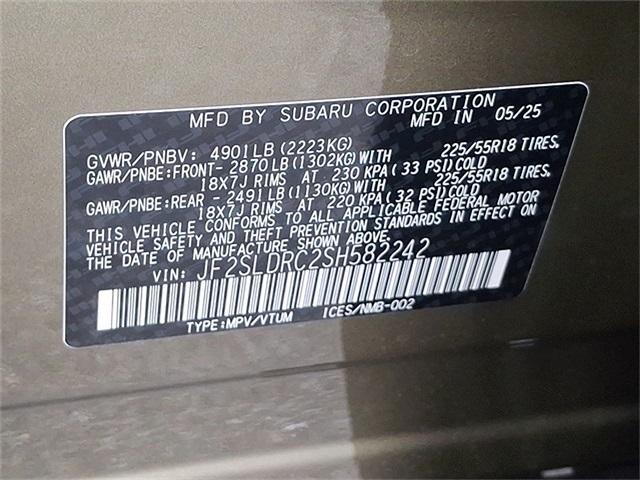 MFD BY SUBARU CORPORATION MFD IN 05/25
GVWR/PNBV: 4901LB (2223KG)
GAWR/PNBE:FRONT- 2870LB (1302KG)WITH 225/55R18 TIRES.
18X7J RIMS AT 230 KPA ( 33 PSI)COLD
GAWR/PNBE:REAR - 2491LB (1130KG)WITH 225/55R18 TIRES.
18X7J RIMS AT 220 KPA ( 32 PSI)COLD
THIS VEHICLE CONFORMS TO ALL APPLICABLE FEDERAL MOTOR
VEHICLE SAFETY AND THEFT PREVENTION STANDARDS IN EFFECT ON
THE DATE OF MANUFACTURE SHOWN ABOVE.
VIN: JF2SLDRC2SH582242
TYPE:MPV/VTUM ICES/NMB-002